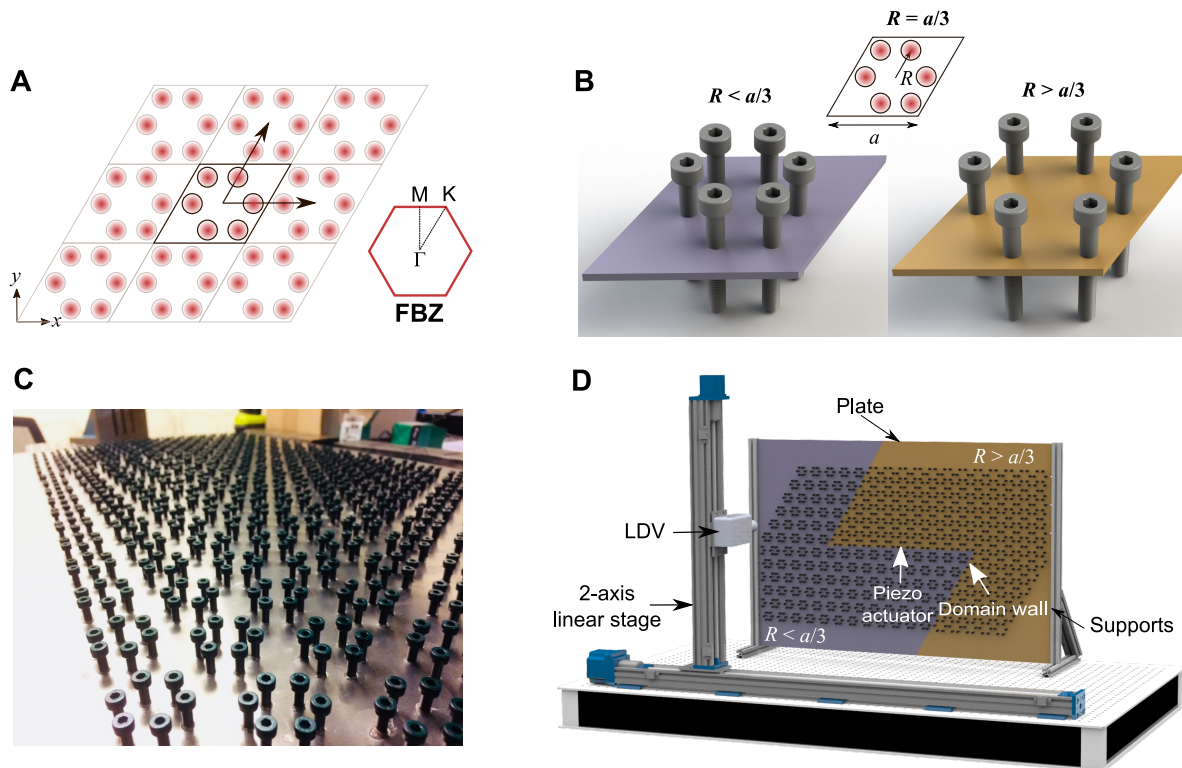 A
M
K
Γ
FBZ
y
x
B
R = a/3
R
a
R < a/3
R > a/3
C
D
Plate
R > a/3
LDV
2-axis
linear stage
Piezo
actuator
Domain wall
Supports
R < a/3